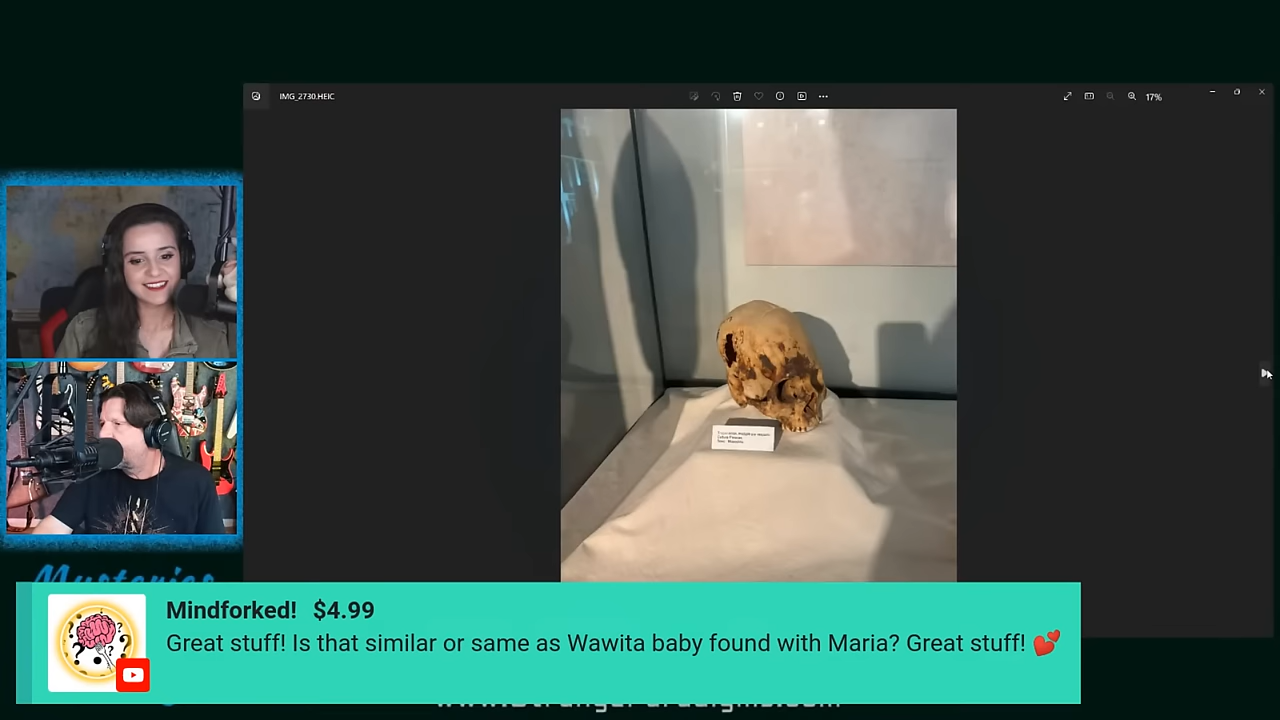 IMG_2730.HEIC
17%
Mysteries
Mindforked! $4.99
Great stuff! Is that similar or same as Wawita baby found with Maria? Great stuff! 💕